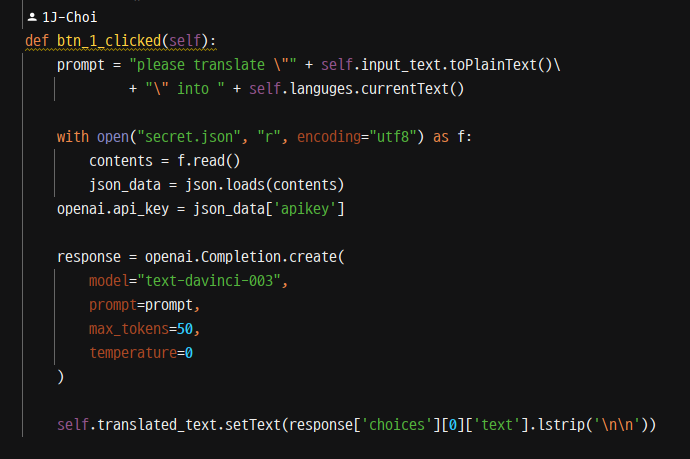 1J-Choi
def btn_1_clicked(self):
    prompt = "please translate \"" + self.input_text.toPlainText()\
             + "\" into " + self.languges.currentText()
    with open("secret.json", "r", encoding="utf8") as f:
        contents = f.read()
        json_data = json.loads(contents)
    openai.api_key = json_data['apikey']
    response = openai.Completion.create(
        model="text-davinci-003",
        prompt=prompt,
        max_tokens=50,
        temperature=0
    )
    self.translated_text.setText(response['choices'][0]['text'].lstrip('\n\n'))